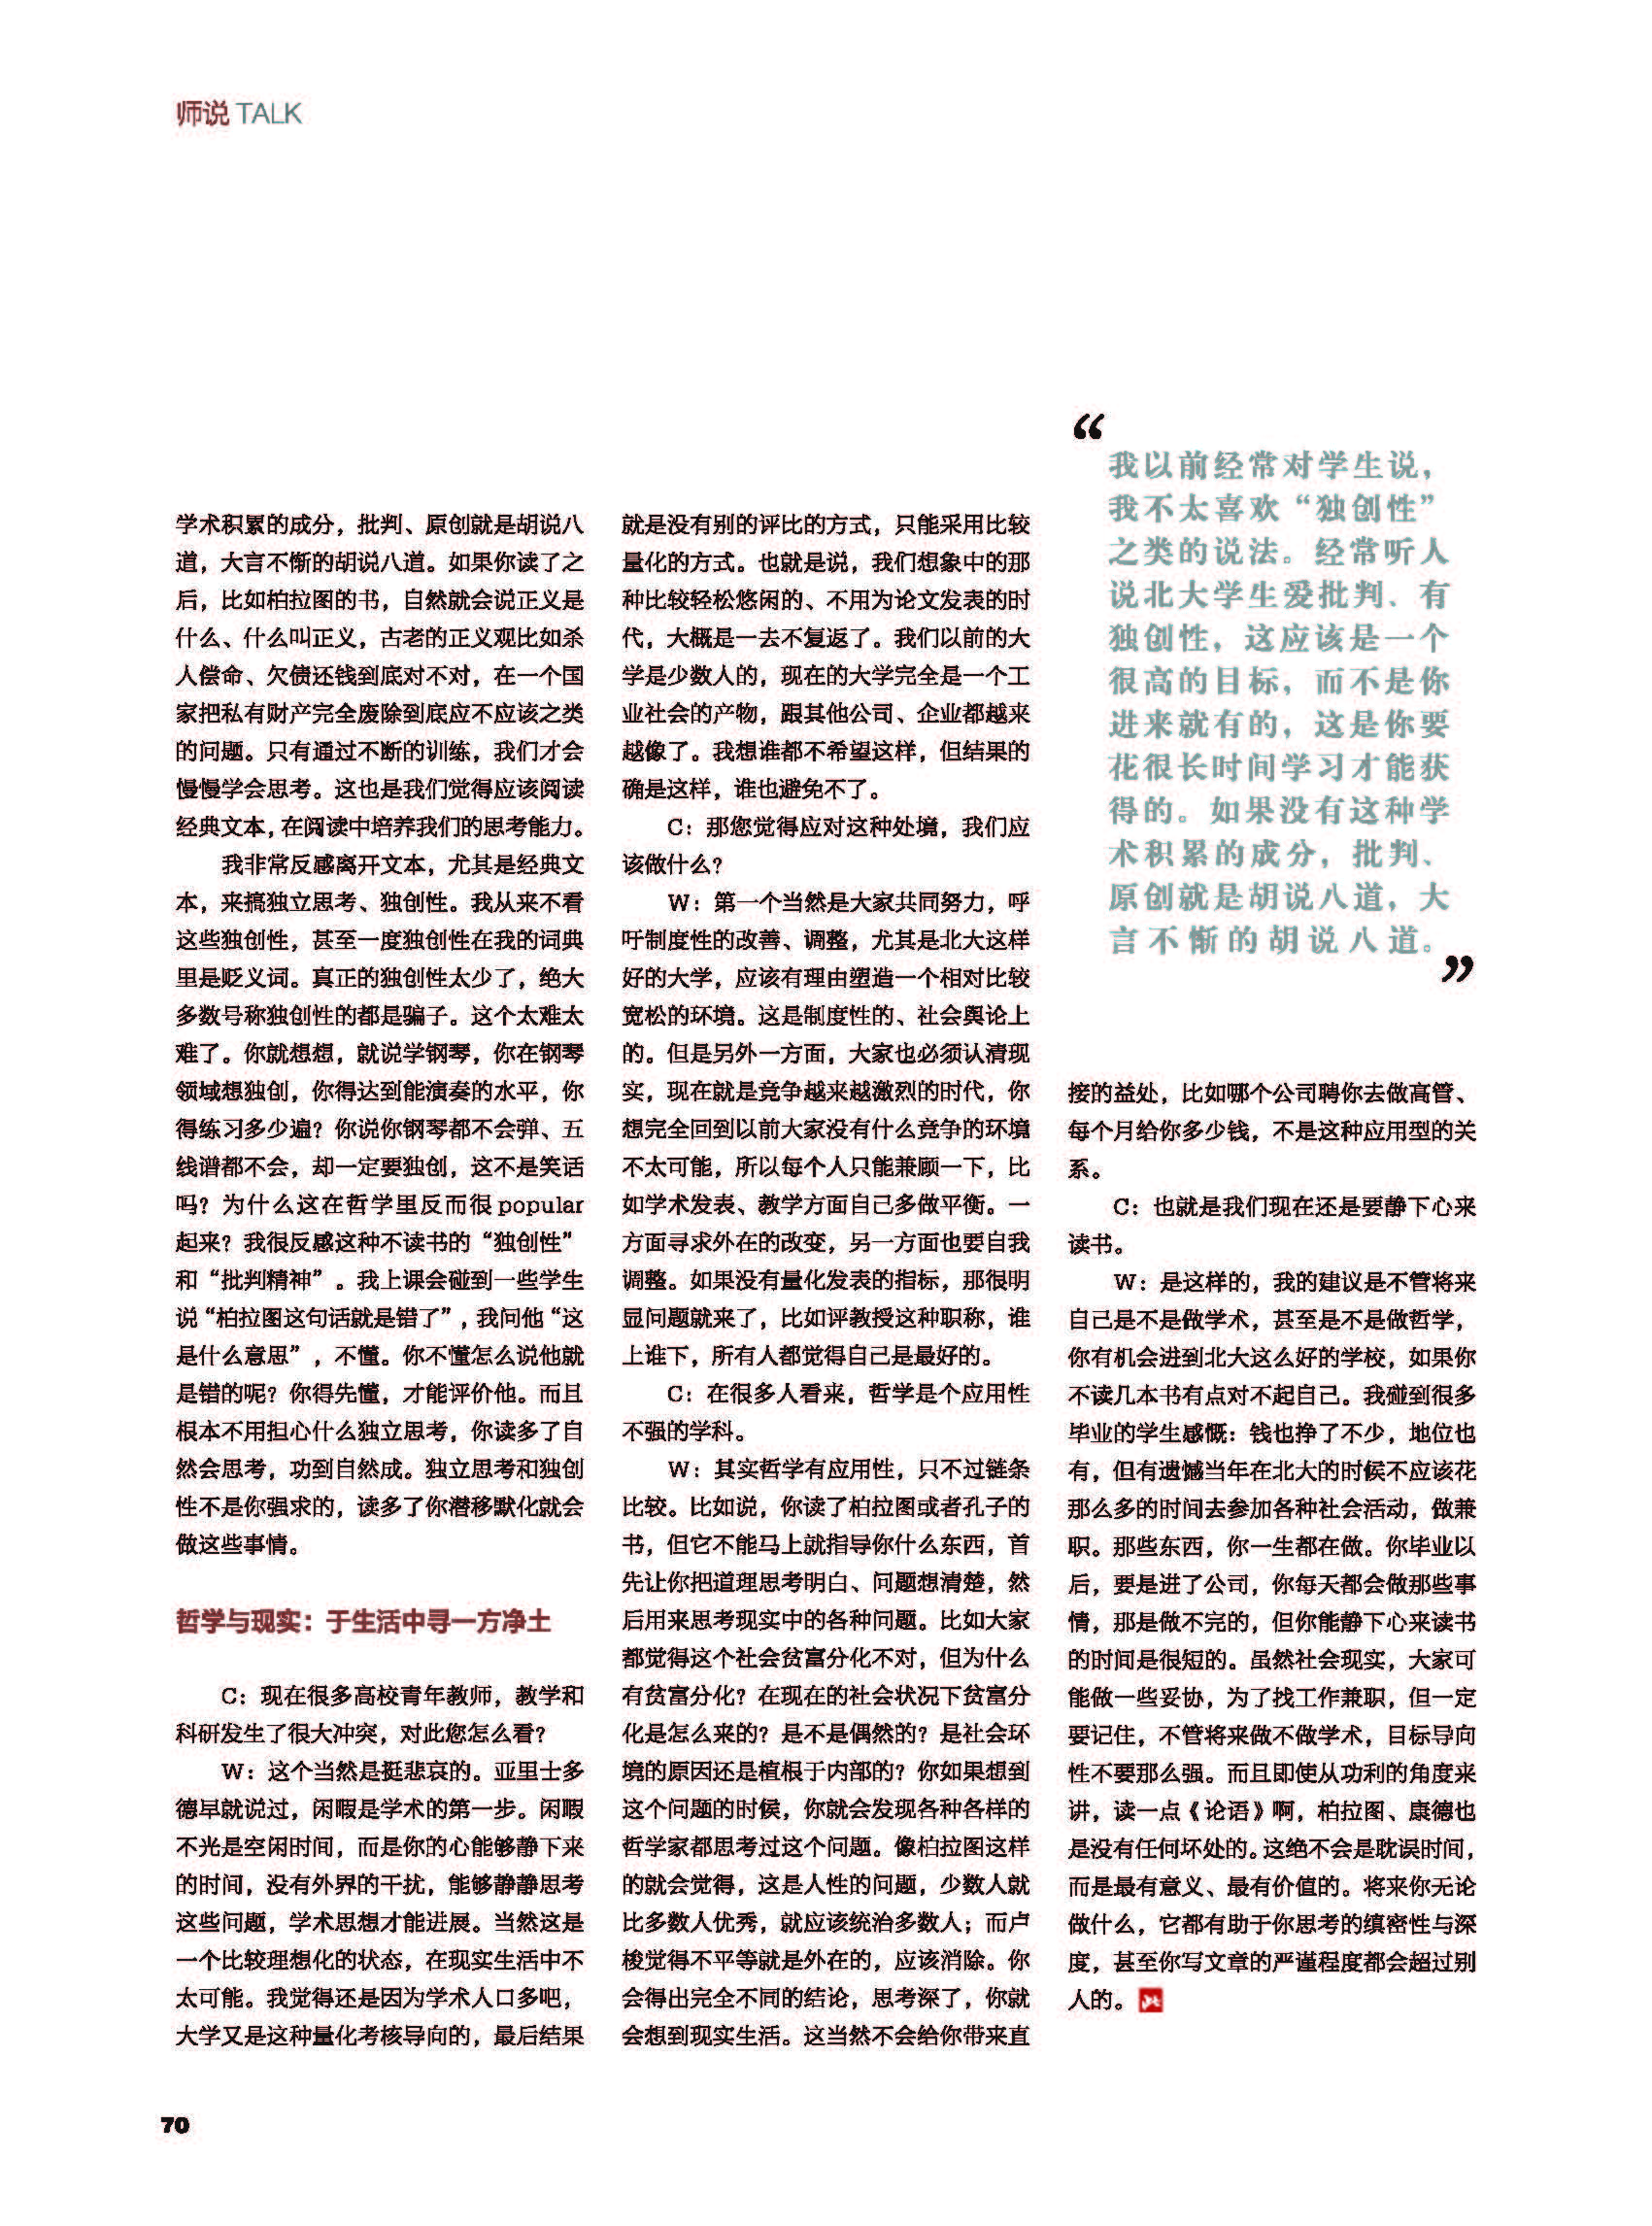 师说 TALK
学术积累的成分，批判、原创就是胡说八
道，大言不惭的胡说八道。如果你读了之
后，比如柏拉图的书，自然就会说正义是
什么、什么叫正义，古老的正义观比如杀
人偿命、欠债还钱到底对不对，在一个国
家把私有财产完全废除到底应不应该之类
的问题。只有通过不断的训练，我们才会
慢慢学会思考。这也是我们觉得应该阅读
经典文本，在阅读中培养我们的思考能力。
我非常反感离开文本，尤其是经典文
本，来搞独立思考、独创性。我从来不看
这些独创性，甚至一度独创性在我的词典
里是贬义词。真正的独创性太少了，绝大
多数号称独创性的都是骗子。这个太难太
难了。你就想想，就说学钢琴，你在钢琴
领域想独创，你得达到能演奏的水平，你
得练习多少遍？你说你钢琴都不会弹、五
线谱都不会，却一定要独创，这不是笑话
吗？为什么这在哲学里反而很 popular
起来？我很反感这种不读书的“独创性”
和“批判精神”。我上课会碰到一些学生
说“柏拉图这句话就是错了”，我问他“这
是什么意思”，不懂。你不懂怎么说他就
是错的呢？你得先懂，才能评价他。而且
根本不用担心什么独立思考，你读多了自
然会思考，功到自然成。独立思考和独创
性不是你强求的，读多了你潜移默化就会
做这些事情。
哲学与现实：于生活中寻一方净土
C：现在很多高校青年教师，教学和
科研发生了很大冲突，对此您怎么看？
W：这个当然是挺悲哀的。亚里士多
德早就说过，闲暇是学术的第一步。闲暇
不光是空闲时间，而是你的心能够静下来
的时间，没有外界的干扰，能够静静思考
这些问题，学术思想才能进展。当然这是
一个比较理想化的状态，在现实生活中不
太可能。我觉得还是因为学术人口多吧，
大学又是这种量化考核导向的，最后结果
就是没有别的评比的方式，只能采用比较
量化的方式。也就是说，我们想象中的那
种比较轻松悠闲的、不用为论文发表的时
代，大概是一去不复返了。我们以前的大
学是少数人的，现在的大学完全是一个工
业社会的产物，跟其他公司、企业都越来
越像了。我想谁都不希望这样，但结果的
确是这样，谁也避免不了。
C：那您觉得应对这种处境，我们应
该做什么？
W：第一个当然是大家共同努力，呼
吁制度性的改善、调整，尤其是北大这样
好的大学，应该有理由塑造一个相对比较
宽松的环境。这是制度性的、社会舆论上
的。但是另外一方面，大家也必须认清现
实，现在就是竞争越来越激烈的时代，你
想完全回到以前大家没有什么竞争的环境
不太可能，所以每个人只能兼顾一下，比
如学术发表、教学方面自己多做平衡。一
方面寻求外在的改变，另一方面也要自我
调整。如果没有量化发表的指标，那很明
显问题就来了，比如评教授这种职称，谁
上谁下，所有人都觉得自己是最好的。
C：在很多人看来，哲学是个应用性
不强的学科。
W：其实哲学有应用性，只不过链条
比较。比如说，你读了柏拉图或者孔子的
书，但它不能马上就指导你什么东西，首
先让你把道理思考明白、问题想清楚，然
后用来思考现实中的各种问题。比如大家
都觉得这个社会贫富分化不对，但为什么
有贫富分化？在现在的社会状况下贫富分
化是怎么来的？是不是偶然的？是社会环
境的原因还是植根于内部的？你如果想到
这个问题的时候，你就会发现各种各样的
哲学家都思考过这个问题。像柏拉图这样
的就会觉得，这是人性的问题，少数人就
比多数人优秀，就应该统治多数人；而卢
梭觉得不平等就是外在的，应该消除。你
会得出完全不同的结论，思考深了，你就
会想到现实生活。这当然不会给你带来直
“
我以前经常对学生说，
我不太喜欢“独创性”
之类的说法。经常听人
说北大学生爱批判、有
独创性，这应该是一个
很高的目标，而不是你
进来就有的，这是你要
花很长时间学习才能获
得的。如果没有这种学
术积累的成分，批判、
原创就是胡说八道，大
言不惭的胡说八道。
”
接的益处，比如哪个公司聘你去做高管、
每个月给你多少钱，不是这种应用型的关
系。
C：也就是我们现在还是要静下心来
读书。
W：是这样的，我的建议是不管将来
自己是不是做学术，甚至是不是做哲学，
你有机会进到北大这么好的学校，如果你
不读几本书有点对不起自己。我碰到很多
毕业的学生感慨：钱也挣了不少，地位也
有，但有遗憾当年在北大的时候不应该花
那么多的时间去参加各种社会活动，做兼
职。那些东西，你一生都在做。你毕业以
后，要是进了公司，你每天都会做那些事
情，那是做不完的，但你能静下心来读书
的时间是很短的。虽然社会现实，大家可
能做一些妥协，为了找工作兼职，但一定
要记住，不管将来做不做学术，目标导向
性不要那么强。而且即使从功利的角度来
讲，读一点《论语》啊，柏拉图、康德也
是没有任何坏处的。这绝不会是耽误时间，
而是最有意义、最有价值的。将来你无论
做什么，它都有助于你思考的缜密性与深
度，甚至你写文章的严谨程度都会超过别
人的。
70